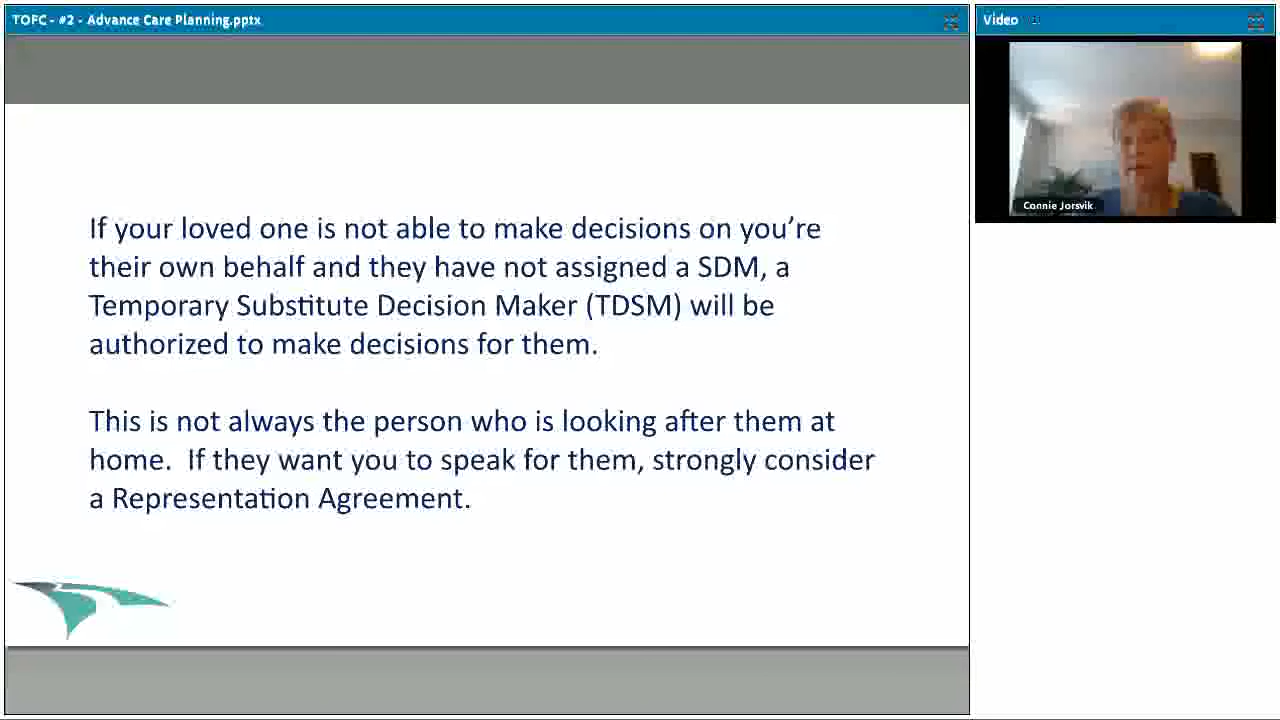 TOFC - #2 - Advance Care Planning.pptx
Video
Connie Jorsvik
If your loved one is not able to make decisions on you’re
their own behalf and they have not assigned a SDM, a
Temporary Substitute Decision Maker (TDSM) will be
authorized to make decisions for them.
This is not always the person who is looking after them at
home.  If they want you to speak for them, strongly consider
a Representation Agreement.